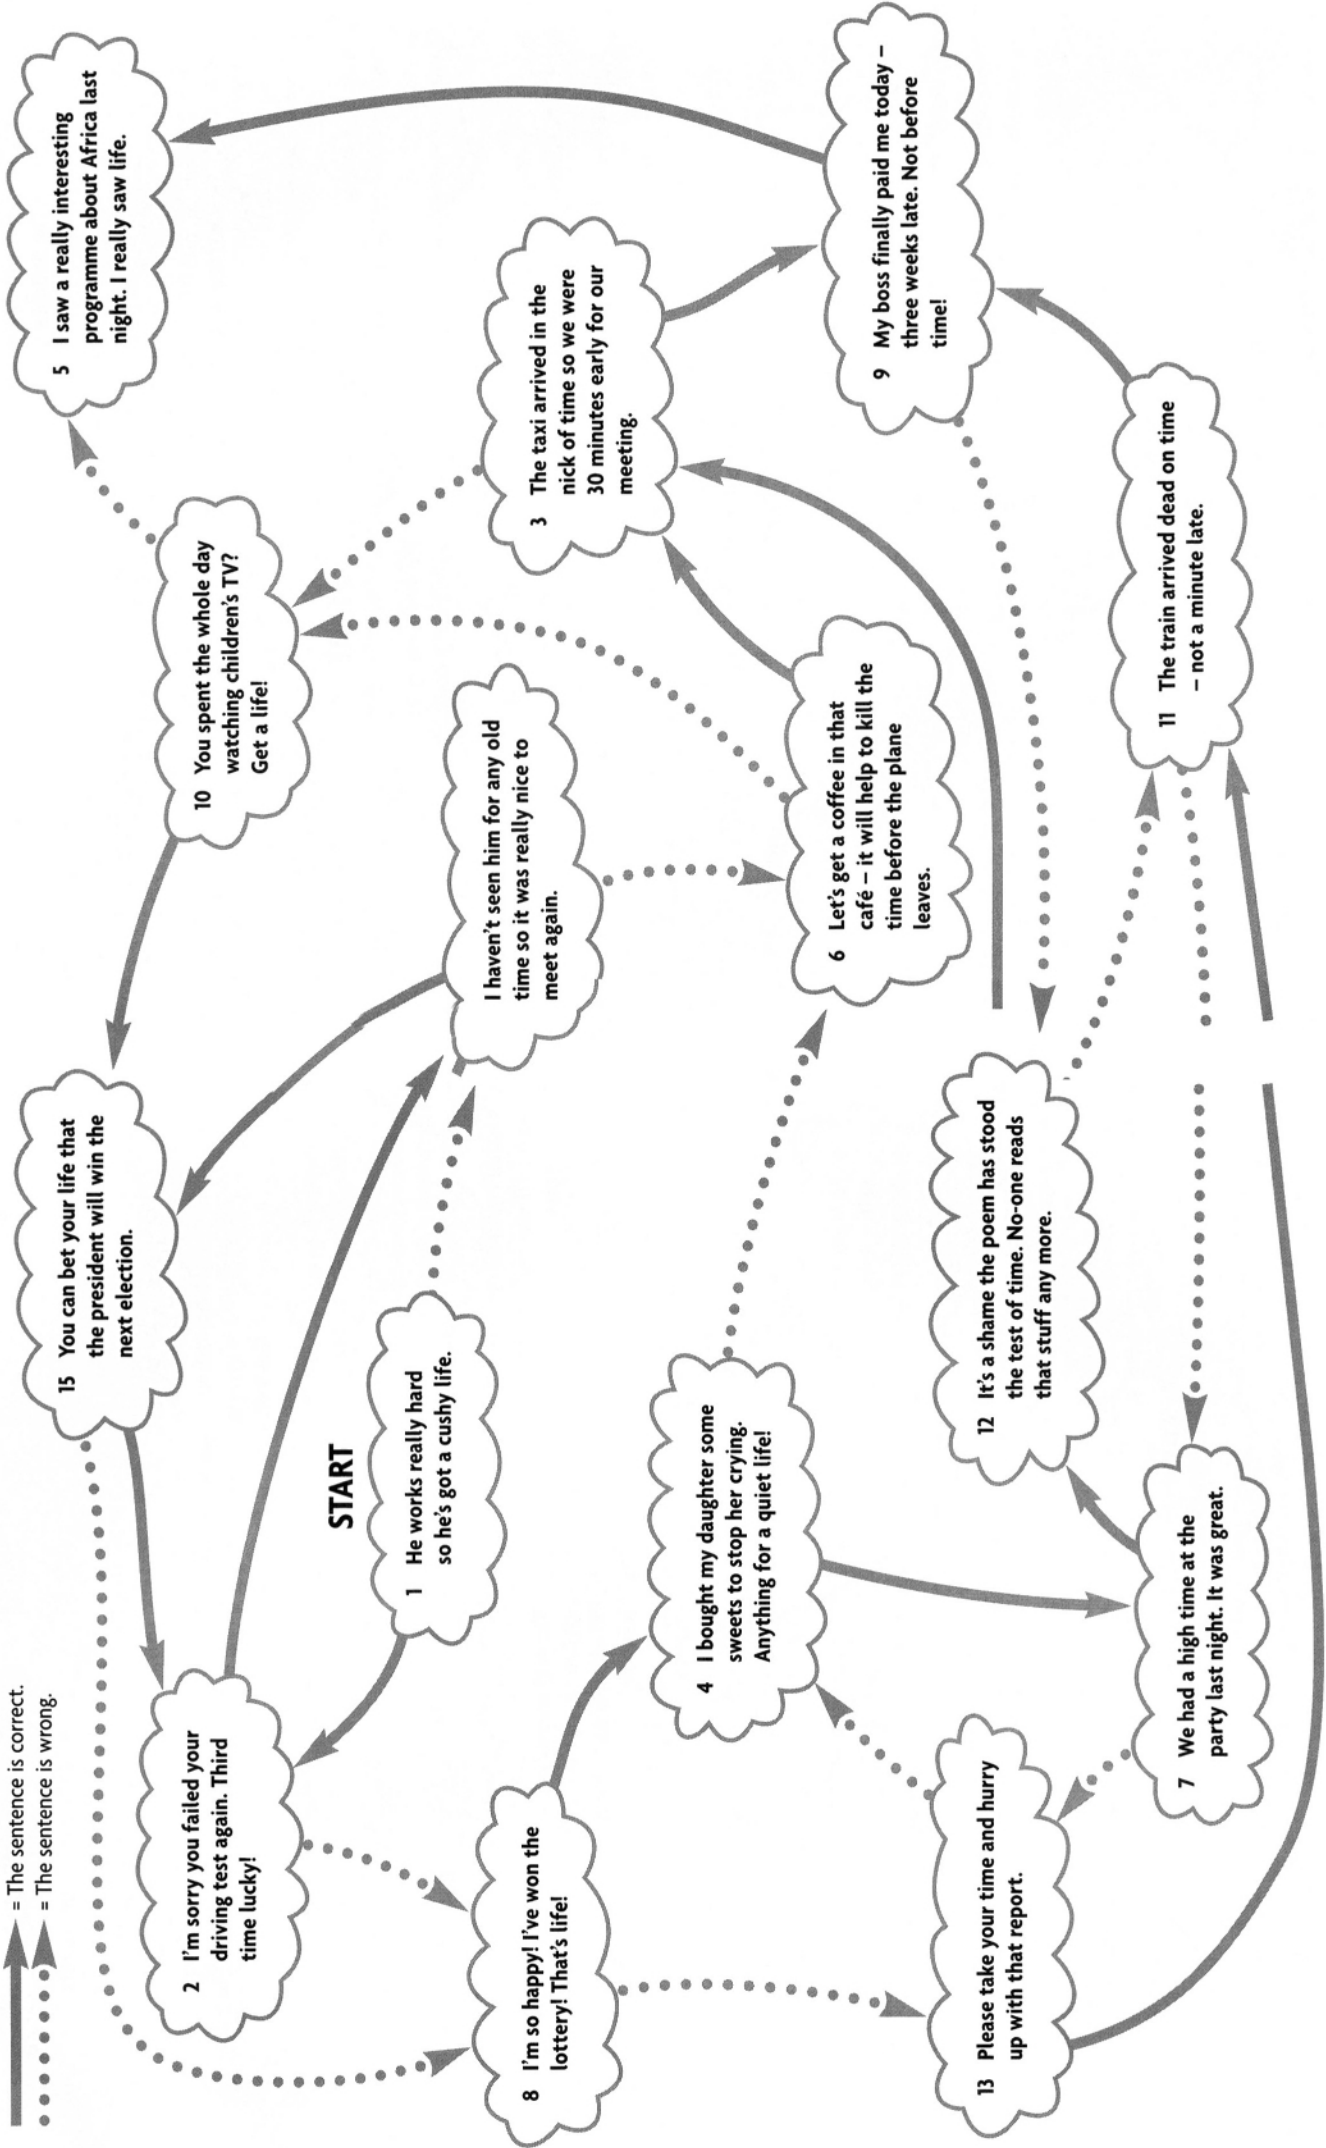 = The sentence is correct.
= The sentence is wrong.
15 You can bet your life that
the president will win the
next election.
10 You spent the whole day
watching children's TV?
Get a life!
5 I saw a really interesting
programme about Africa last
night. I really saw life.
2 I'm sorry you failed your
driving test again. Third
time lucky!
START
1 He works really hard
so he's got a cushy life.
I haven't seen him for any old
time so it was really nice to
meet again.
3 The taxi arrived in the
nick of time so we were
30 minutes early for our
meeting.
8 I'm so happy! I've won the
lottery! That's life!
4 I bought my daughter some
sweets to stop her crying.
Anything for a quiet life!
6 Let's get a coffee in that
café – it will help to kill the
time before the plane
leaves.
9 My boss finally paid me today –
three weeks late. Not before
time!
13 Please take your time and hurry
up with that report.
12 It's a shame the poem has stood
the test of time. No-one reads
that stuff any more.
7 We had a high time at the
party last night. It was great.
11 The train arrived dead on time
– not a minute late.